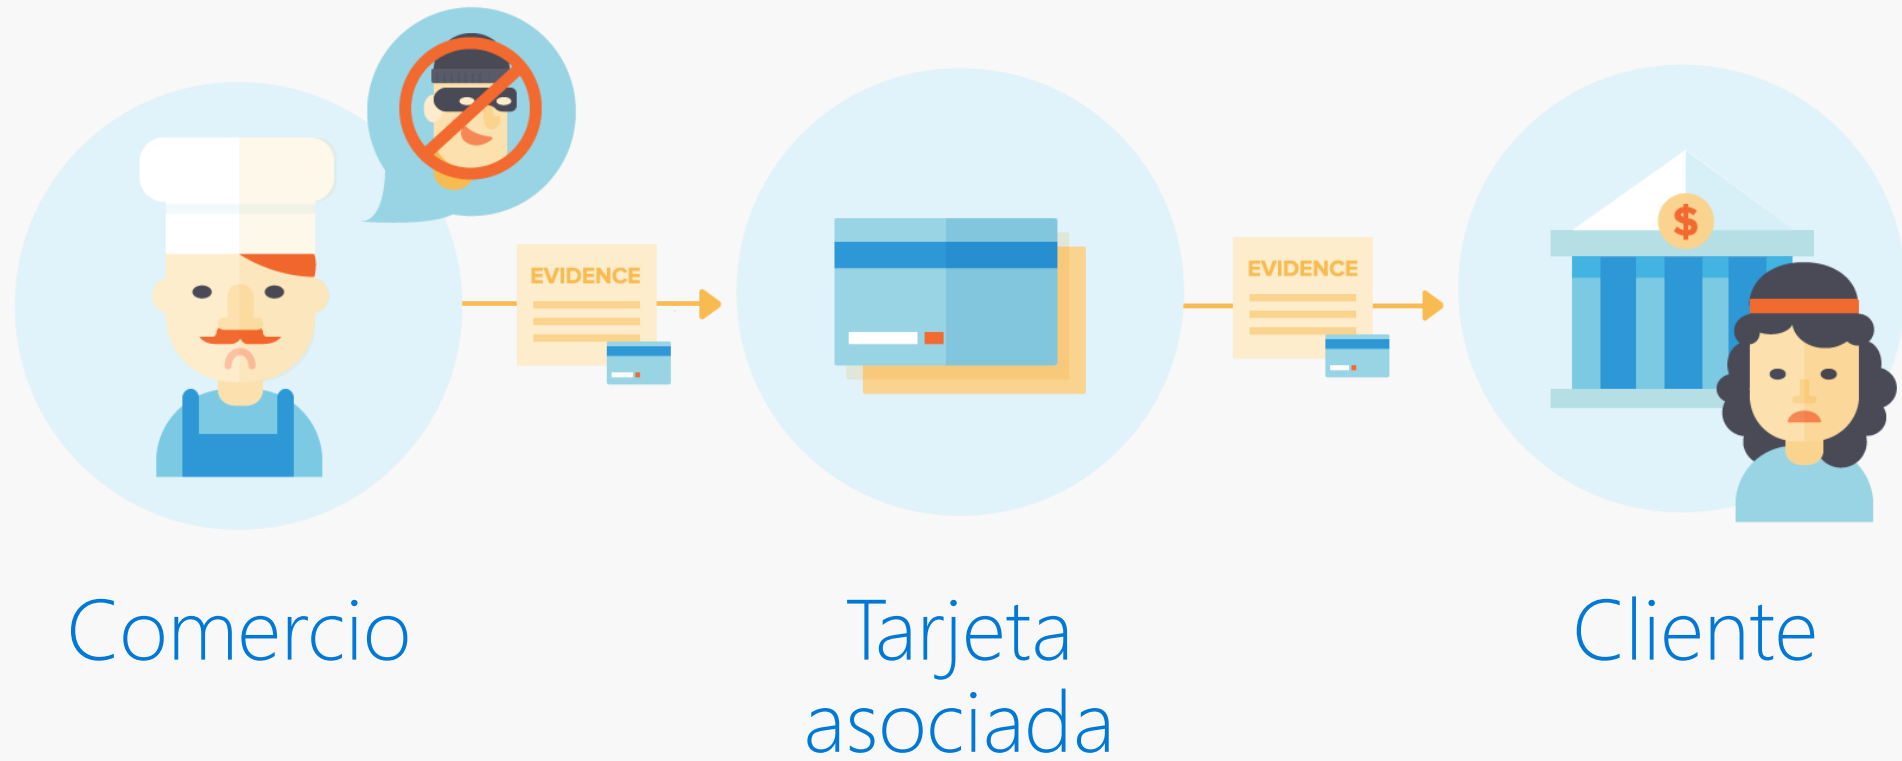 $
EVIDENCE
EVIDENCE
Comercio
Tarjeta
asociada
Cliente